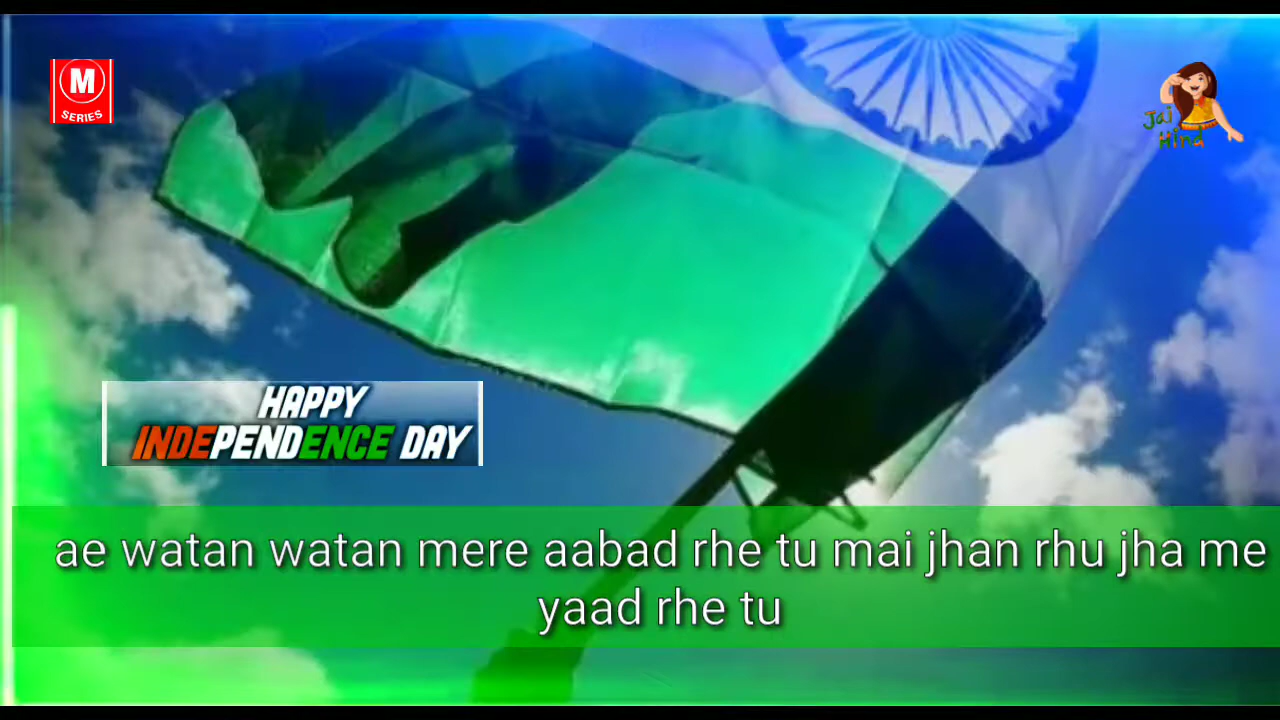 M
SERIES
Jai
Hind
HAPPY
INDEPENDENCE DAY
ae watan watan mere aabad rhe tu mai jhan rhu jha me
yaad rhe tu